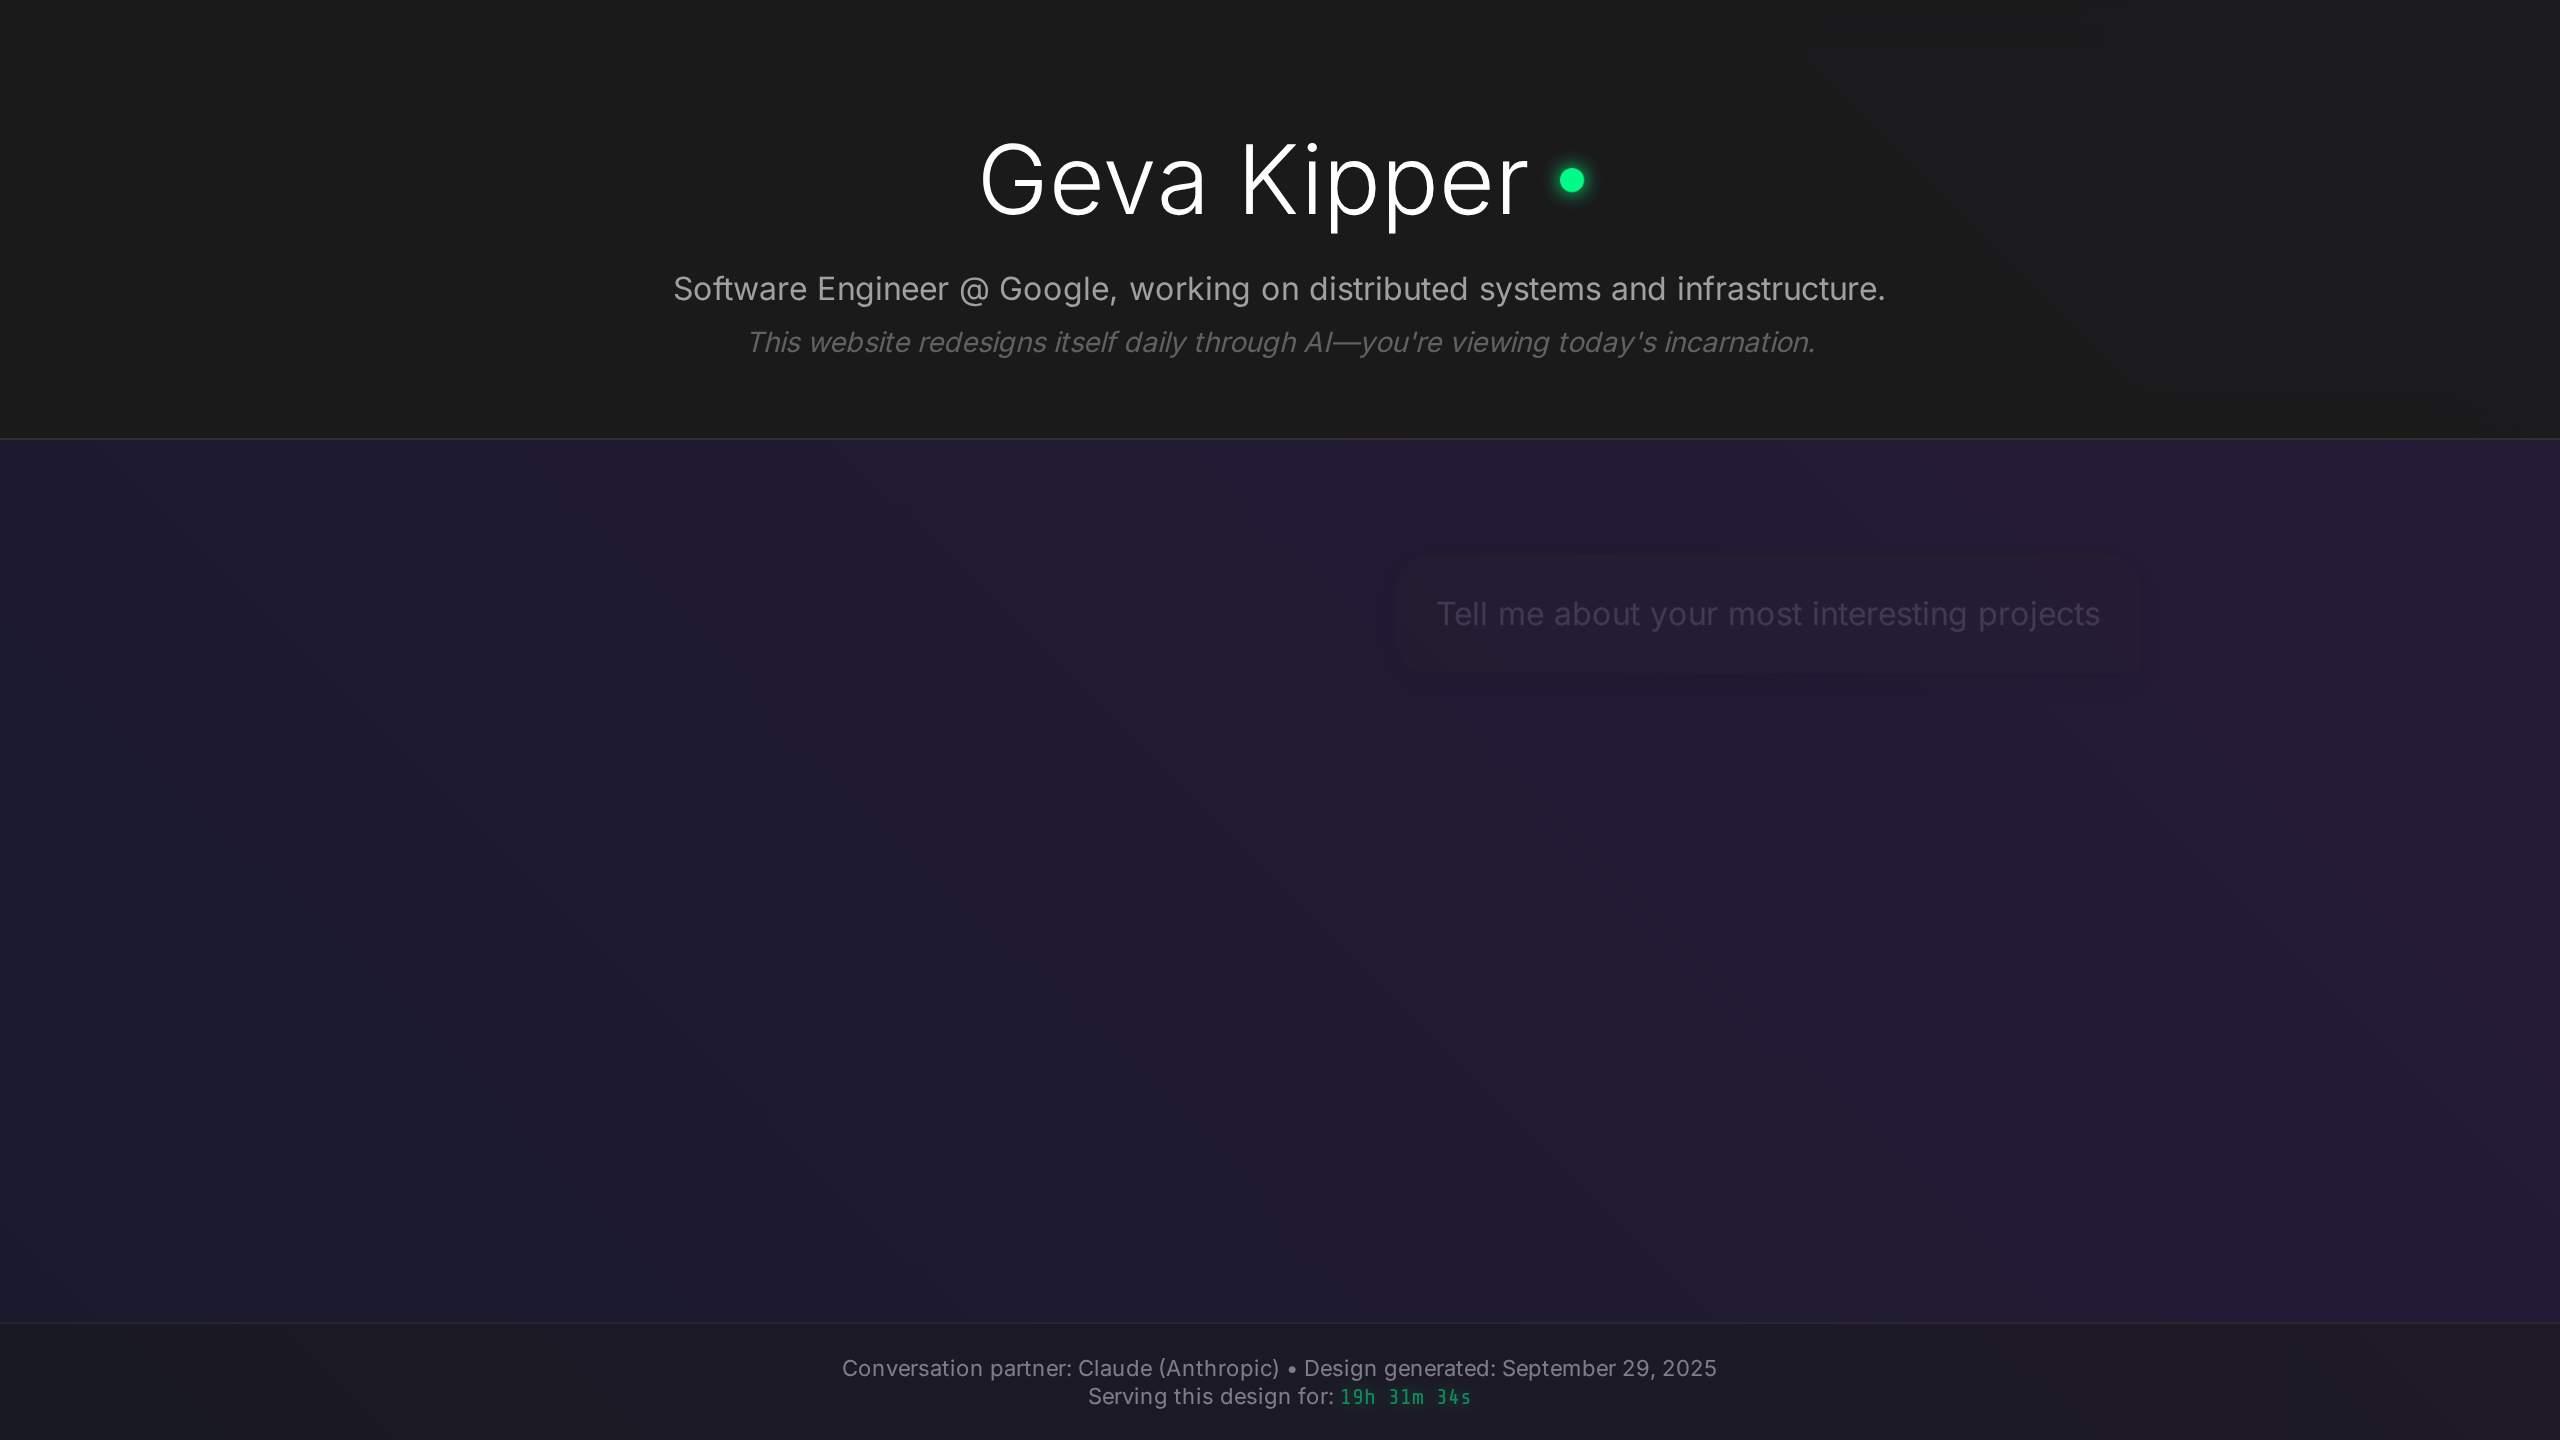 Geva Kipper
Software Engineer @ Google, working on distributed systems and infrastructure.
This website redesigns itself daily through AI—you're viewing today's incarnation.
Tell me about your most interesting projects
Conversation partner: Claude (Anthropic) • Design generated: September 29, 2025
Serving this design for: 19h 31m 34s